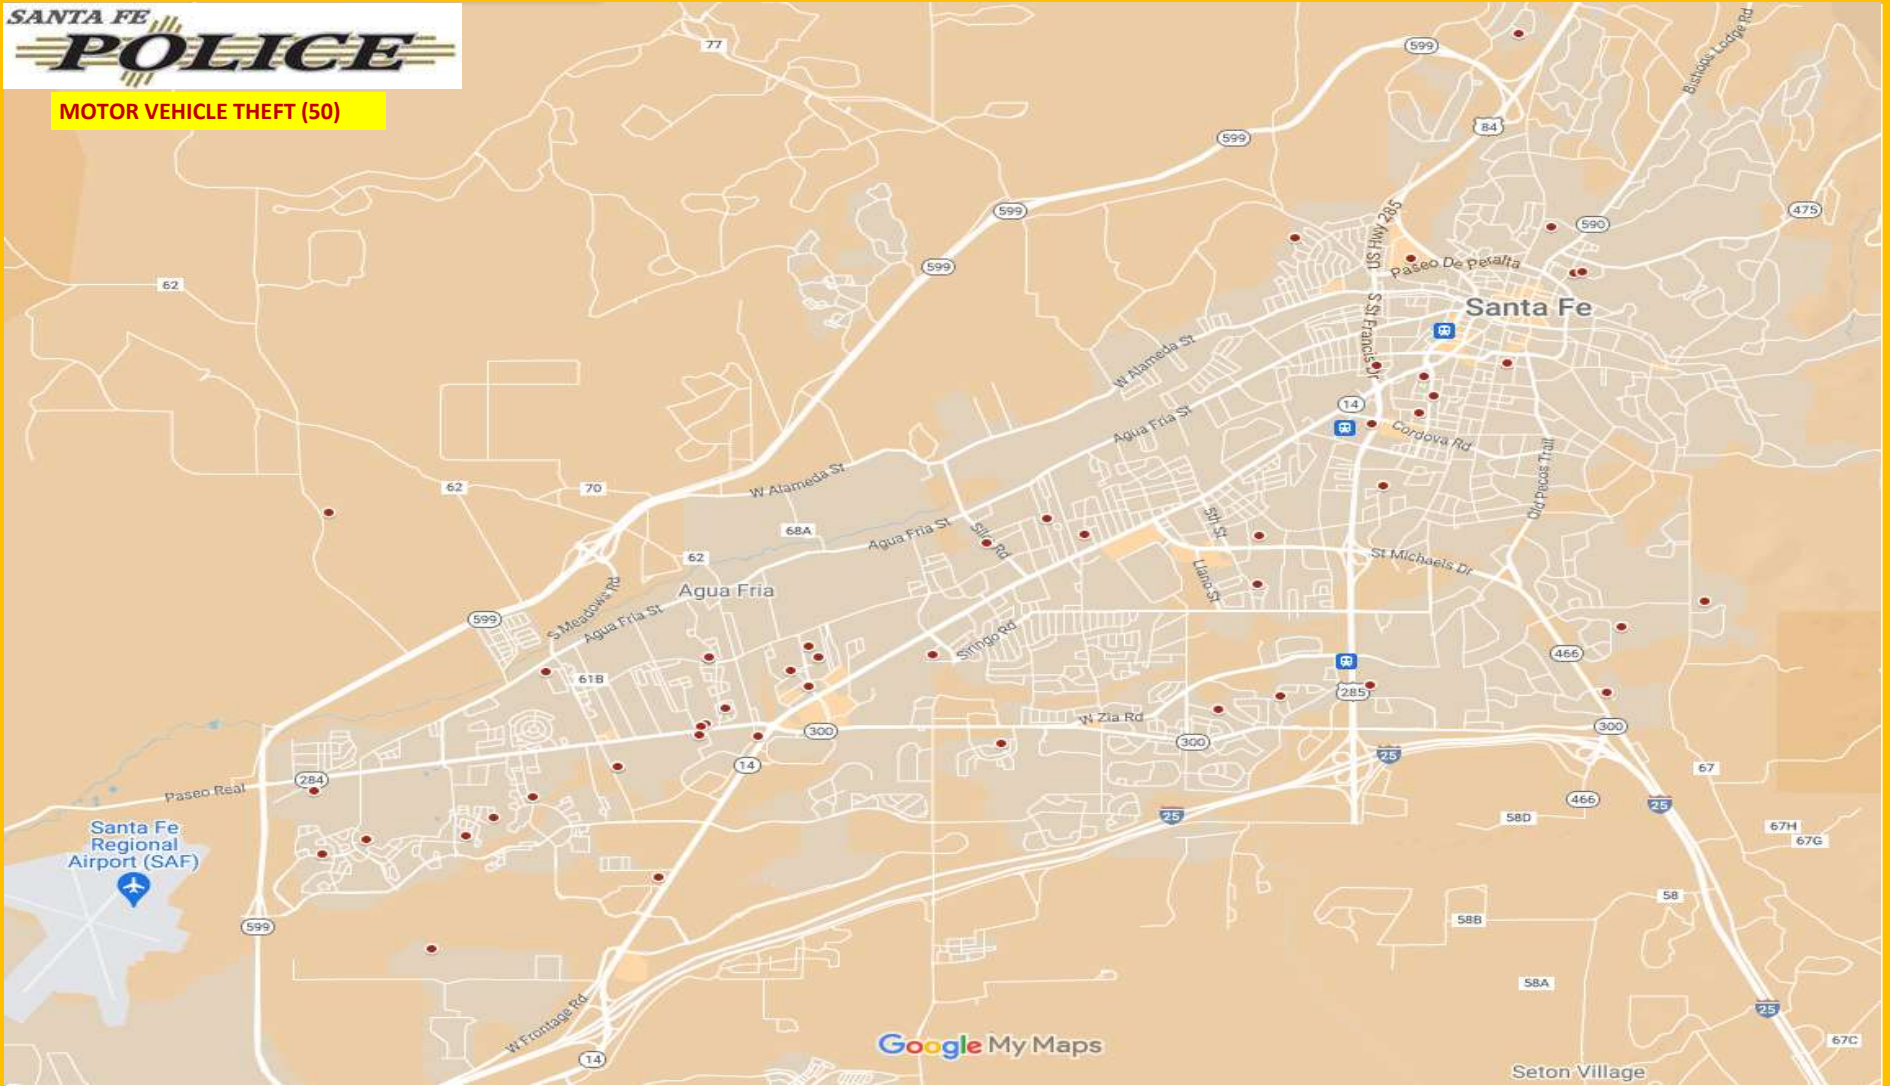 SANTA FE
POLICE
MOTOR VEHICLE THEFT (50)
77
599
84
Bishops Lodge Rd
599
599
599
475
590
US Hwy 285
Paseo De Peralta
62
Santa Fe
S St Francis Dr
W Alameda St
14
Agua Fria St
Cordova Rd
Old Pecos Trail
W Alameda St
62
70
68A
Agua Fria St
Siler Rd
5th St
62
St Michaels Dr
Llano St
Agua Fria
S Meadows Rd
Agua Fria St
599
Siringo Rd
466
61B
285
W Zia Rd
300
300
300
25
14
284
Paseo Real
67
466
25
25
58D
67H
67G
Santa Fe
Regional
Airport (SAF)
58
58B
599
58A
25
W Frontage Rd
14
Google My Maps
67C
Seton Village